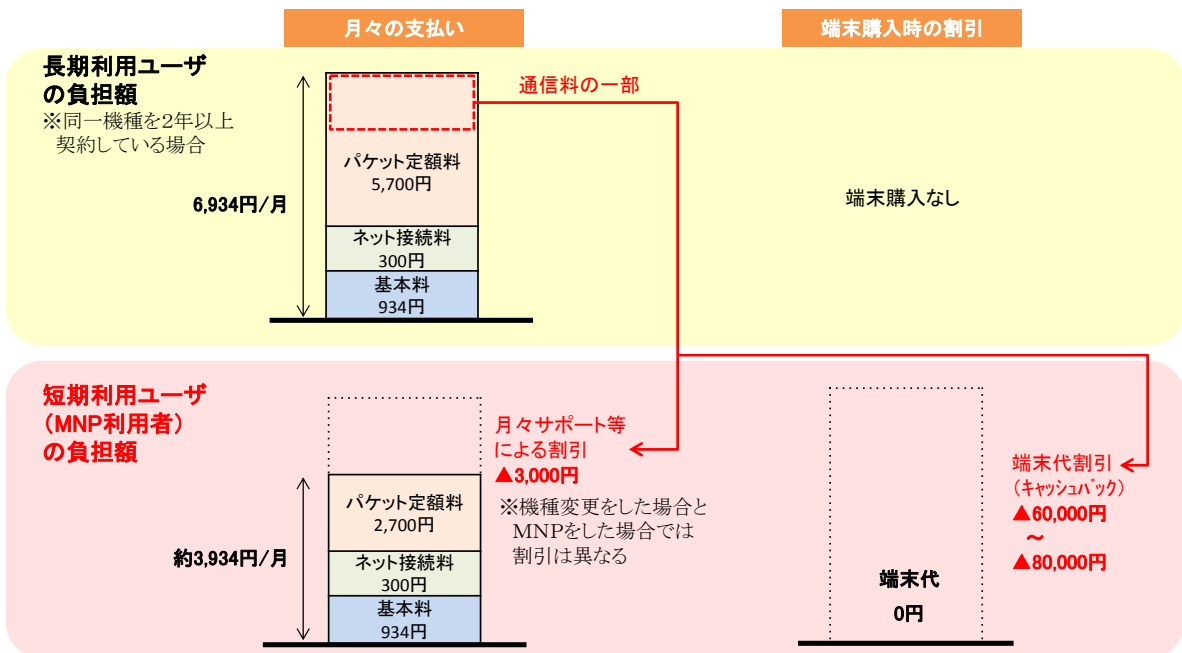 月々の支払い
端末購入時の割引
長期利用ユーザ
の負担額
※同一機種を2年以上
契約している場合
通信料の一部
パケット定額料
5,700円
6,934円/月
ネット接続料
300円
基本料
934円
端末購入なし
短期利用ユーザ
(MNP利用者)
の負担額
月々サポート等
による割引
▲3,000円
※機種変更をした場合と
MNPをした場合では
割引は異なる
パケット定額料
2,700円
約3,934円/月
ネット接続料
300円
基本料
934円
端末代割引
(キャッシュバック)
▲60,000円
~
▲80,000円
端末代
0円